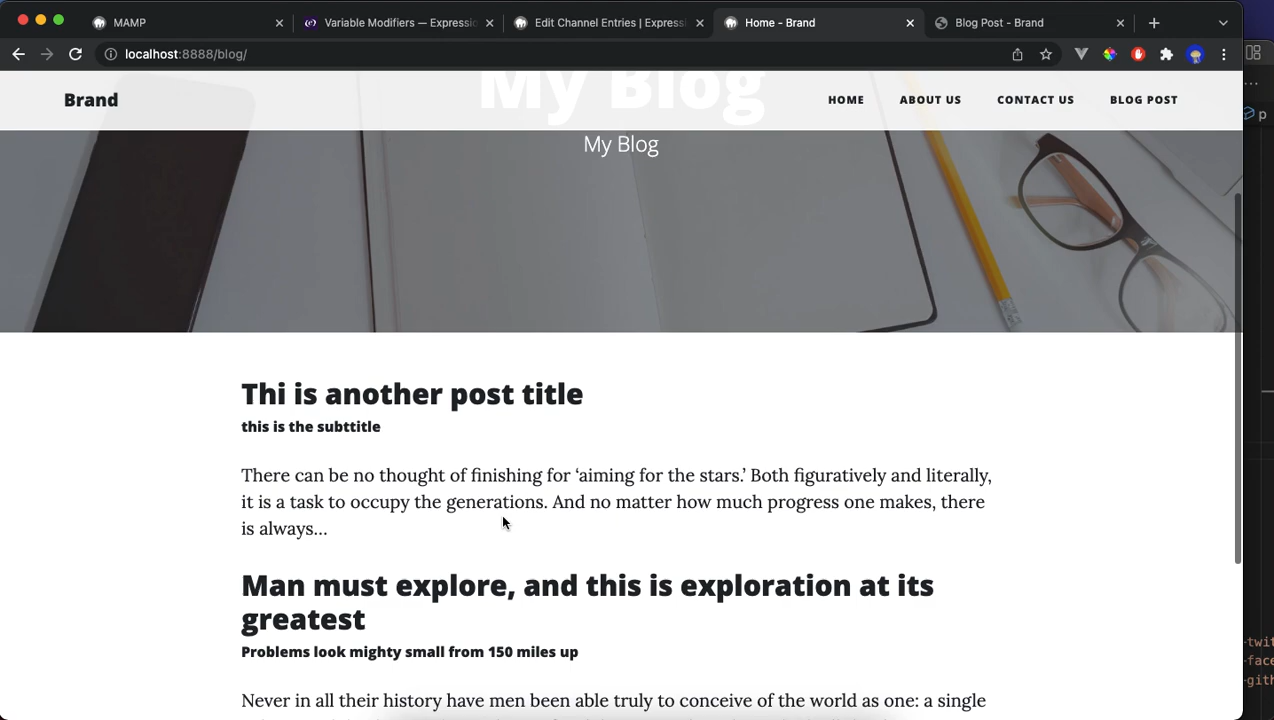 MAMP
Variable Modifiers — Expressio
Edit Channel Entries | Expressi
Home - Brand
Blog Post - Brand
localhost:8888/blog/
My Blog
Brand
HOME
ABOUT US
CONTACT US
BLOG POST
My Blog
Thi is another post title
this is the subttitle
There can be no thought of finishing for ‘aiming for the stars.’ Both figuratively and literally,
it is a task to occupy the generations. And no matter how much progress one makes, there
is always…
Man must explore, and this is exploration at its
greatest
Problems look mighty small from 150 miles up
Never in all their history have men been able truly to conceive of the world as one: a single
p
-twit
-face
-gith